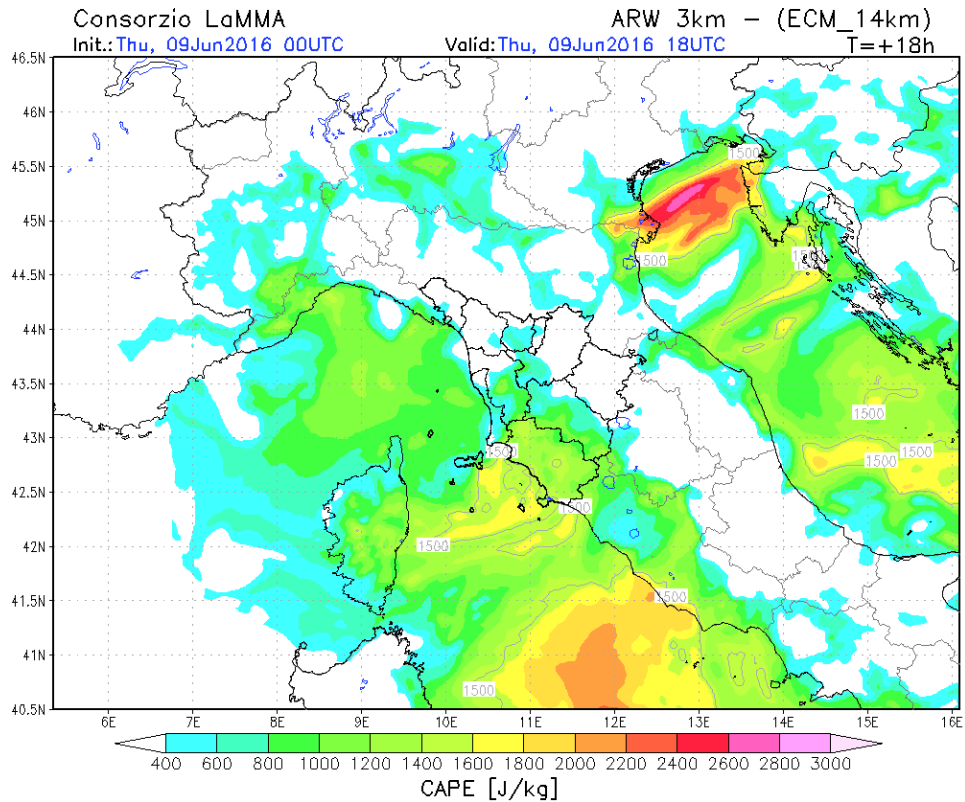 Consorzio LaMMA ARW 3km – (ECM_14km)
Init.:Thu, 09Jun2016 00UTC Valid:Thu, 09Jun2016 18UTC T=+18h
46.5N
46N
1500
45.5N
45N
1500
15
44.5N
44N
43.5N
1500
43N
1500
1500 1500
42.5N
1500
42N
1500
41.5N
1500
41N
1500
40.5N
6E 7E 8E 9E 10E 11E 12E 13E 14E 15E 16E
400 600 800 1000 1200 1400 1600 1800 2000 2200 2400 2600 2800 3000
CAPE [J/kg]